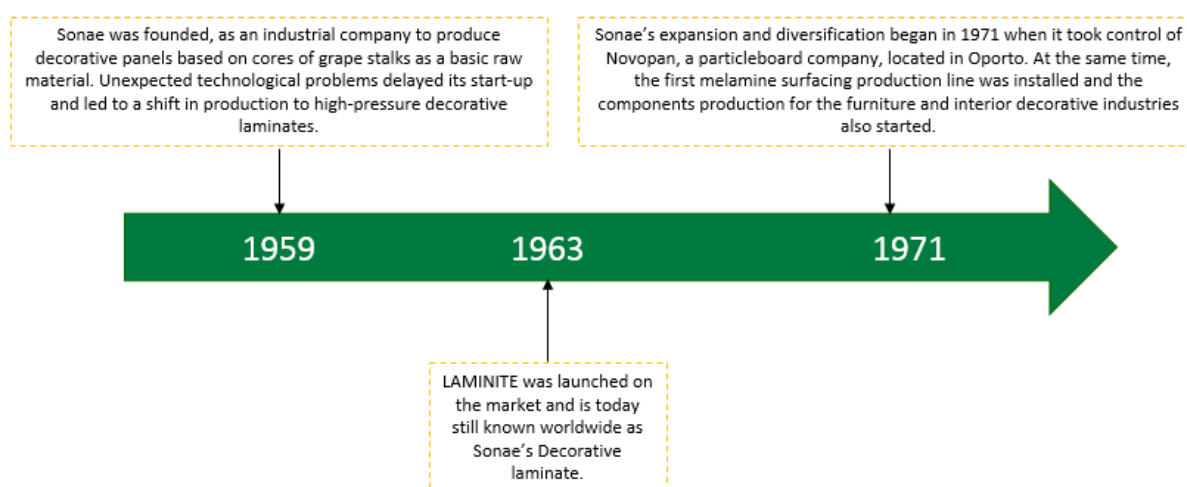 Sonae was founded, as an industrial company to produce
decorative panels based on cores of grape stalks as a basic raw
material. Unexpected technological problems delayed its start-up
and led to a shift in production to high-pressure decorative
laminates.
Sonae’s expansion and diversification began in 1971 when it took control of
Novopan, a particleboard company, located in Oporto. At the same time,
the first melamine surfacing production line was installed and the
components production for the furniture and interior decorative industries
also started.
1959
1963
1971
LAMINITE was launched on
the market and is today
still known worldwide as
Sonae’s Decorative
laminate.